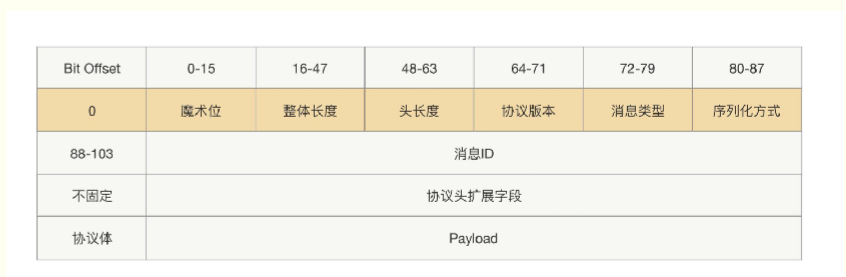 Bit Offset 0-15 16-47 48-63 64-71 72-79 80-87
0 魔术位 整体长度 头长度 协议版本 消息类型 序列化方式
88-103 消息ID
不固定 协议头扩展字段
协议体 Payload